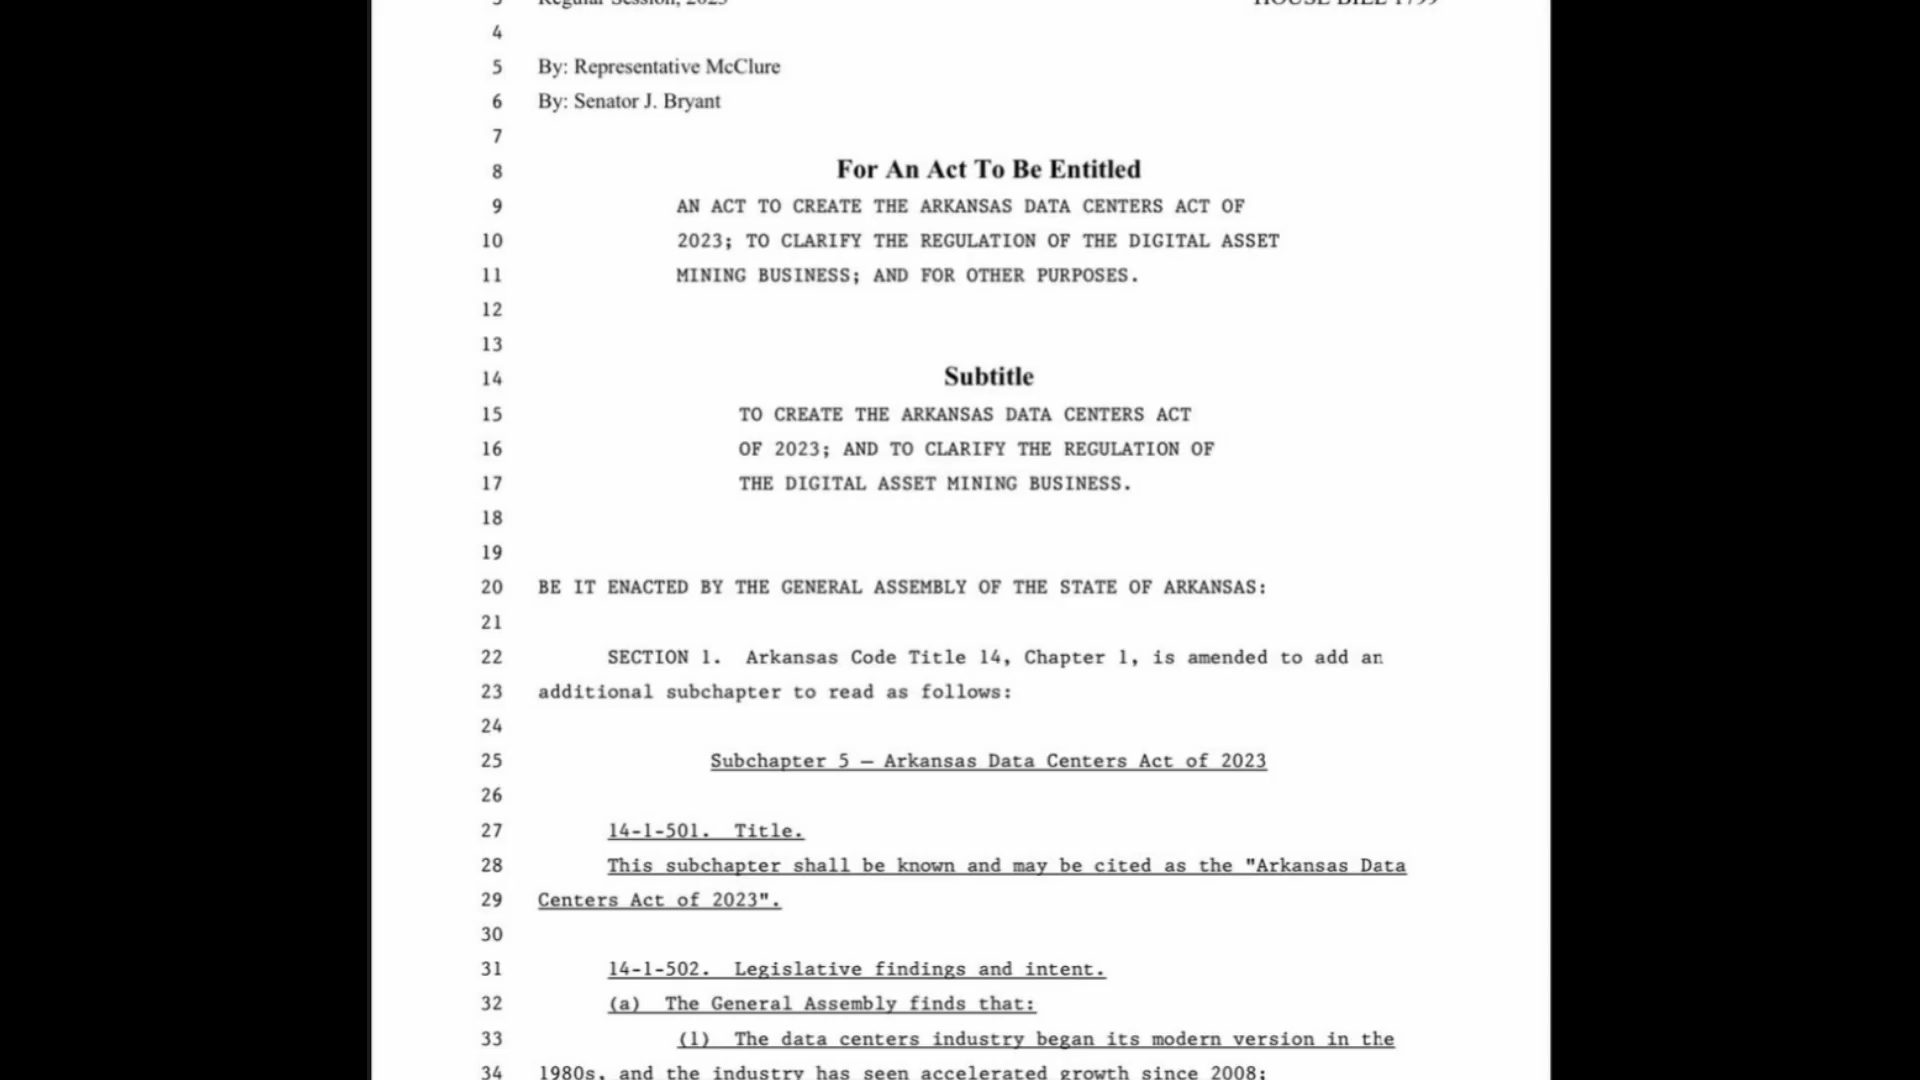 3 Regular Session, 2023 HOUSE BILL 1799
4
5 By: Representative McClure
6 By: Senator J. Bryant
7
8 For An Act To Be Entitled
9 AN ACT TO CREATE THE ARKANSAS DATA CENTERS ACT OF
10 2023; TO CLARIFY THE REGULATION OF THE DIGITAL ASSET
11 MINING BUSINESS; AND FOR OTHER PURPOSES.
12
13
14 Subtitle
15 TO CREATE THE ARKANSAS DATA CENTERS ACT
16 OF 2023; AND TO CLARIFY THE REGULATION OF
17 THE DIGITAL ASSET MINING BUSINESS.
18
19
20 BE IT ENACTED BY THE GENERAL ASSEMBLY OF THE STATE OF ARKANSAS:
21
22 SECTION 1. Arkansas Code Title 14, Chapter 1, is amended to add an
23 additional subchapter to read as follows:
24
25 Subchapter 5 — Arkansas Data Centers Act of 2023
26
27 14-1-501. Title.
28 This subchapter shall be known and may be cited as the "Arkansas Data
29 Centers Act of 2023".
30
31 14-1-502. Legislative findings and intent.
32 (a) The General Assembly finds that:
33 (1) The data centers industry began its modern version in the
34 1980s, and the industry has seen accelerated growth since 2008;